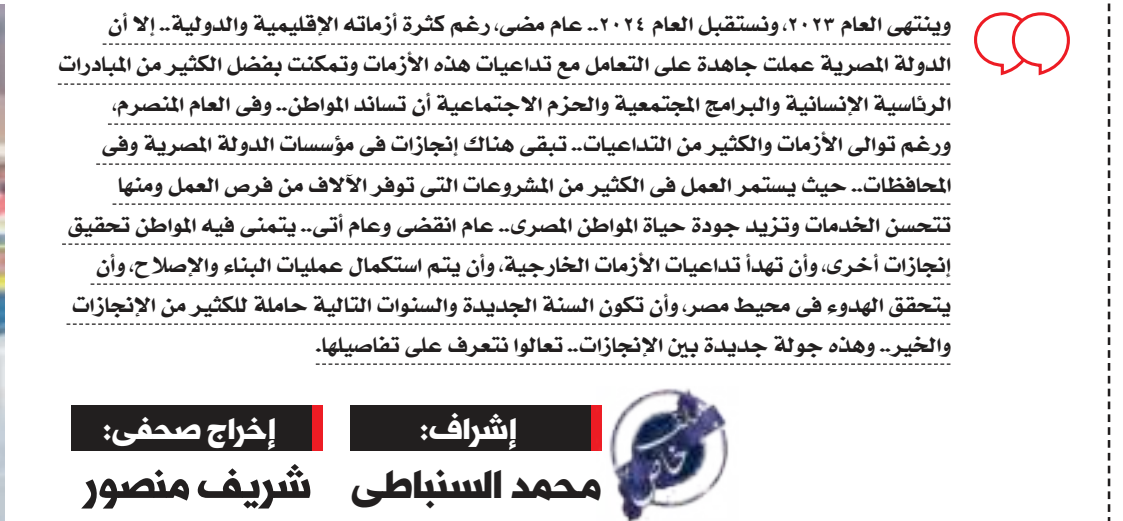 وينتهى العام ٢٠٢٣، ونستقبل العام ٢٠٢٤.. عام مضى، رغم كثرة أزماته الإقليمية والدولية.. إلا أن
الدولة المصرية عملت جاهدة على التعامل مع تداعيات هذه الأزمات وتمكنت بفضل الكثير من المبادرات
الرئاسية الإنسانية والبرامج المجتمعية والحزم الاجتماعية أن تساند المواطن.. وفى العام المنصرم،
ورغم توالى الأزمات والكثير من التداعيات.. تبقى هناك إنجازات فى مؤسسات الدولة المصرية وفى
المحافظات.. حيث يستمر العمل فى الكثير من المشروعات التى توفر الآلاف من فرص العمل ومنها
تتحسن الخدمات وتزيد جودة حياة المواطن المصرى.. عام انقضى وعام أتى.. يتمنى فيه المواطن تحقيق
إنجازات أخرى، وأن تهدأ تداعيات الأزمات الخارجية، وأن يتم استكمال عمليات البناء والإصلاح، وأن
يتحقق الهدوء فى محيط مصر، وأن تكون السنة الجديدة والسنوات التالية حاملة للكثير من الإنجازات
والخير.. وهذه جولة جديدة بين الإنجازات.. تعالوا نتعرف على تفاصيلها.
ملف خاص
إشراف:
محمد السنباطى
إخراج صحفى:
شريف منصور